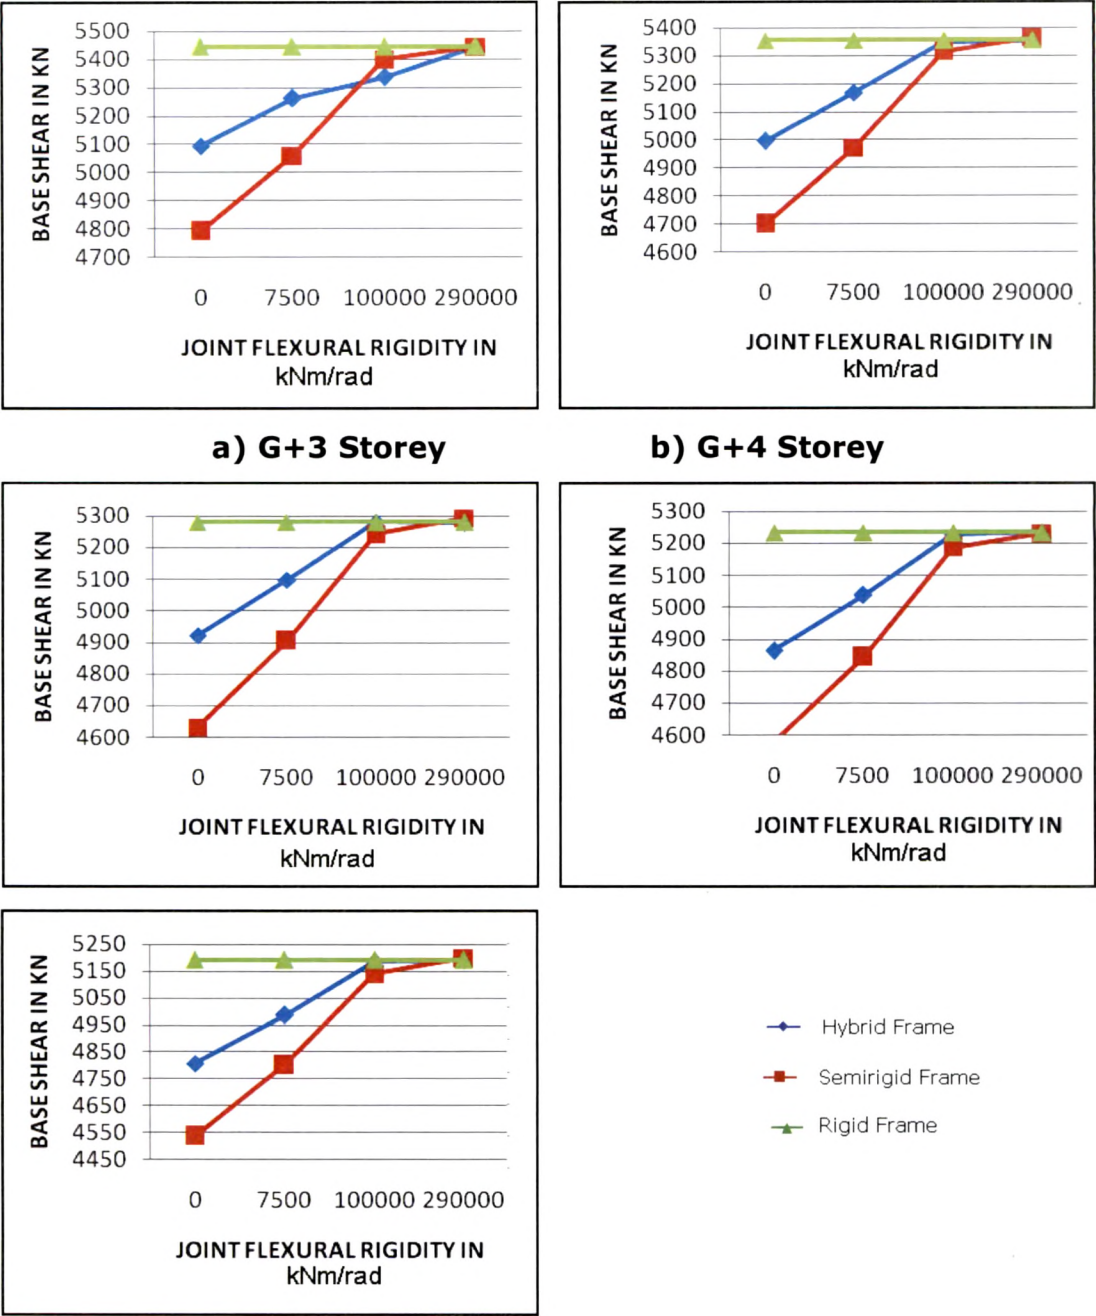 BASE SHEAR IN KN
5500
5400
5300
5200
5100
5000
4900
4800
4700
0 7500 100000 290000
JOINT FLEXURAL RIGIDITY IN
kNm/rad
BASE SHEAR IN KN
5400
5300
5200
5100
5000
4900
4800
4700
4600
0 7500 100000 290000
JOINT FLEXURAL RIGIDITY IN
kNm/rad
a) G+3 Storey
b) G+4 Storey
BASE SHEAR IN KN
5300
5200
5100
5000
4900
4800
4700
4600
0 7500 100000 290000
JOINT FLEXURAL RIGIDITY IN
kNm/rad
BASE SHEAR IN KN
5300
5200
5100
5000
4900
4800
4700
4600
0 7500 100000 290000
JOINT FLEXURAL RIGIDITY IN
kNm/rad
BASE SHEAR IN KN
5250
5150
5050
4950
4850
4750
4650
4550
4450
0 7500 100000 290000
JOINT FLEXURAL RIGIDITY IN
kNm/rad
Hybrid Frame
Semirigid Frame
Rigid Frame